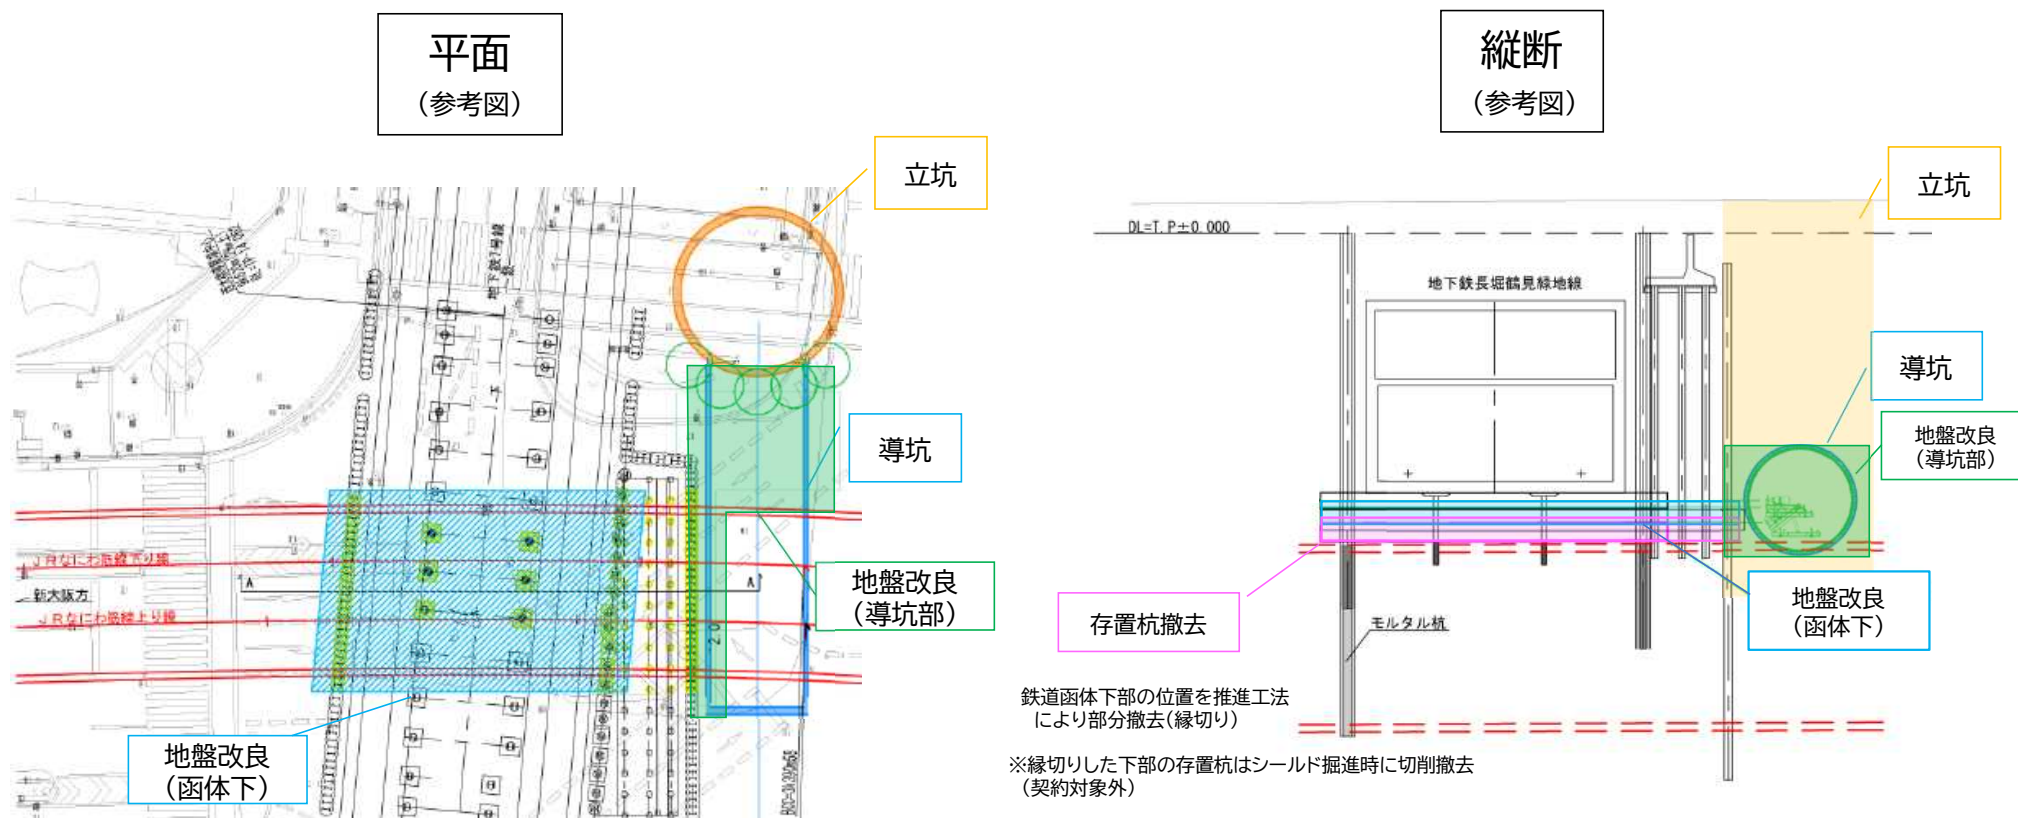 平面
（参考図）
立坑
導坑
地盤改良
（導坑部）
地盤改良
（函体下）
地下鉄7号線
JRなにわ筋線下り線
新大阪方
JRなにわ筋線上り線
A
A
縦断
（参考図）
立坑
DL=T.P±0.000
地下鉄長堀鶴見緑地線
導坑
地盤改良
（導坑部）
地盤改良
（函体下）
存置杭撤去
モルタル杭
鉄道函体下部の位置を推進工法
により部分撤去（縁切り）
※縁切りした下部の存置杭はシールド掘進時に切削撤去
（契約対象外）